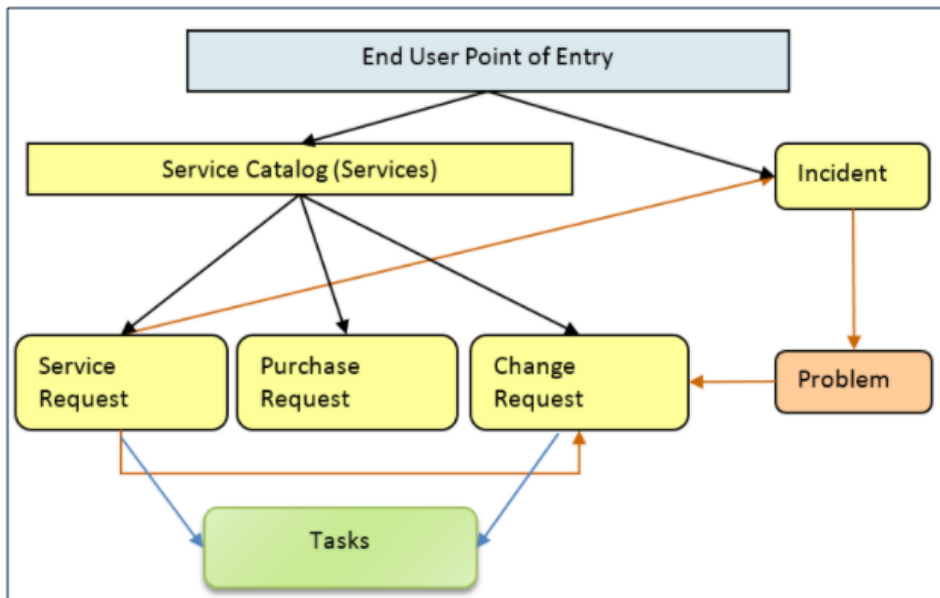 End User Point of Entry
Service Catalog (Services)
Incident
Service
Request
Purchase
Request
Change
Request
Problem
Tasks